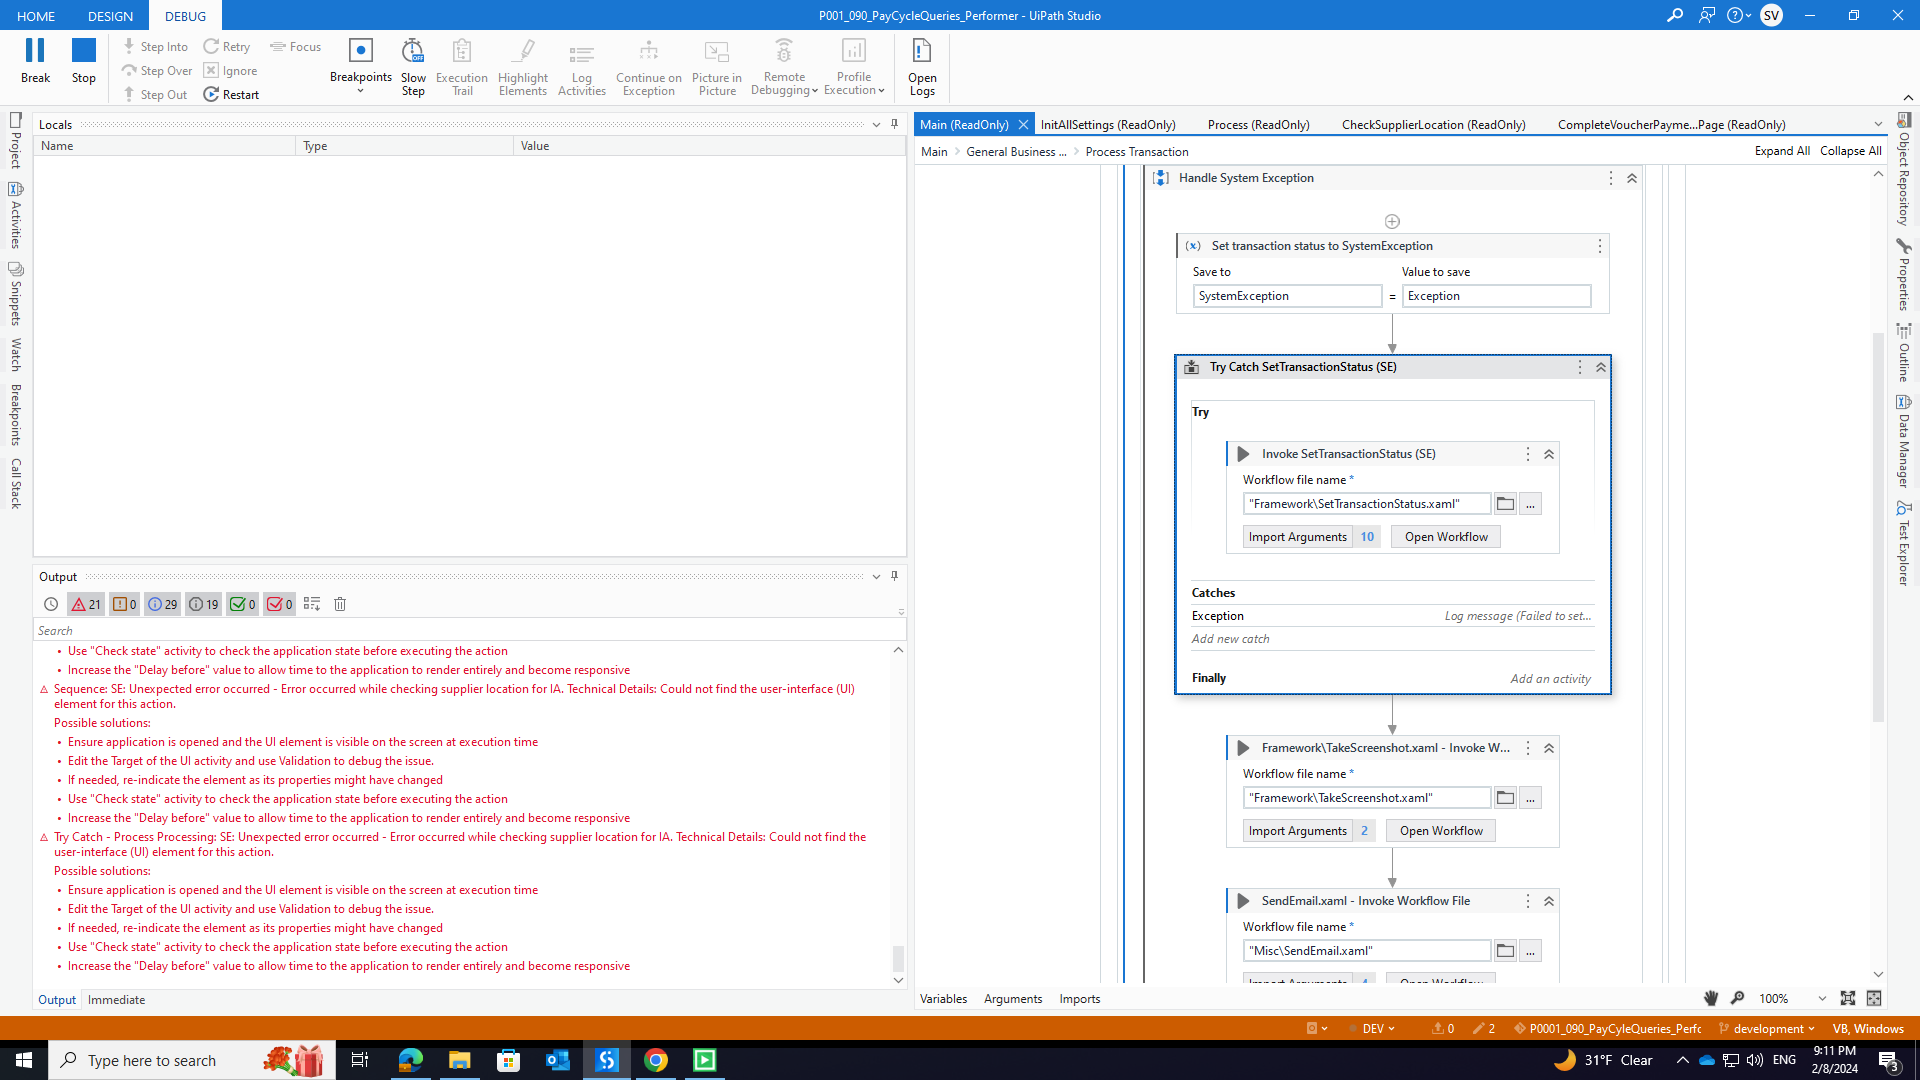 HOME DESIGN DEBUG P001_090_PayCycleQueries_Performer - UiPath Studio SV
Break Stop Step Into Step Over Step Out Retry Ignore Restart Focus
Breakpoints Slow Step OFF Execution Trail Highlight Elements Log Activities Continue on Exception Picture in Picture Remote Debugging Profile Execution Open Logs
Project
Activities
Snippets
Watch
Breakpoints
Call Stack
Locals
Name Type Value
Output
21 0 29 19 0 0
Search
• Use "Check state" activity to check the application state before executing the action
• Increase the "Delay before" value to allow time to the application to render entirely and become responsive
Sequence: SE: Unexpected error occurred - Error occurred while checking supplier location for IA. Technical Details: Could not find the user-interface (UI)
element for this action.
Possible solutions:
• Ensure application is opened and the UI element is visible on the screen at execution time
• Edit the Target of the UI activity and use Validation to debug the issue.
• If needed, re-indicate the element as its properties might have changed
• Use "Check state" activity to check the application state before executing the action
• Increase the "Delay before" value to allow time to the application to render entirely and become responsive
Try Catch - Process Processing: SE: Unexpected error occurred - Error occurred while checking supplier location for IA. Technical Details: Could not find the
user-interface (UI) element for this action.
Possible solutions:
• Ensure application is opened and the UI element is visible on the screen at execution time
• Edit the Target of the UI activity and use Validation to debug the issue.
• If needed, re-indicate the element as its properties might have changed
• Use "Check state" activity to check the application state before executing the action
• Increase the "Delay before" value to allow time to the application to render entirely and become responsive
Output Immediate
Main (ReadOnly) InitAllSettings (ReadOnly) Process (ReadOnly) CheckSupplierLocation (ReadOnly) CompleteVoucherPayme...Page (ReadOnly)
Main General Business ... Process Transaction Expand All Collapse All
Handle System Exception
(x) Set transaction status to SystemException
Save to Value to save
SystemException = Exception
Try Catch SetTransactionStatus (SE)
Try
Invoke SetTransactionStatus (SE)
Workflow file name *
"Framework\SetTransactionStatus.xaml" ...
Import Arguments 10 Open Workflow
Catches
Exception Log message (Failed to set...
Add new catch
Finally Add an activity
Framework\TakeScreenshot.xaml - Invoke W...
Workflow file name *
"Framework\TakeScreenshot.xaml" ...
Import Arguments 2 Open Workflow
SendEmail.xaml - Invoke Workflow File
Workflow file name *
"Misc\SendEmail.xaml" ...
Import Arguments 4 Open Workflow
Variables Arguments Imports 100%
Object Repository
Properties
Outline
Data Manager
Test Explorer
DEV 0 2 P0001_090_PayCyleQueries_Perfc development VB, Windows
Type here to search 31°F Clear ENG 9:11 PM
2/8/2024 3